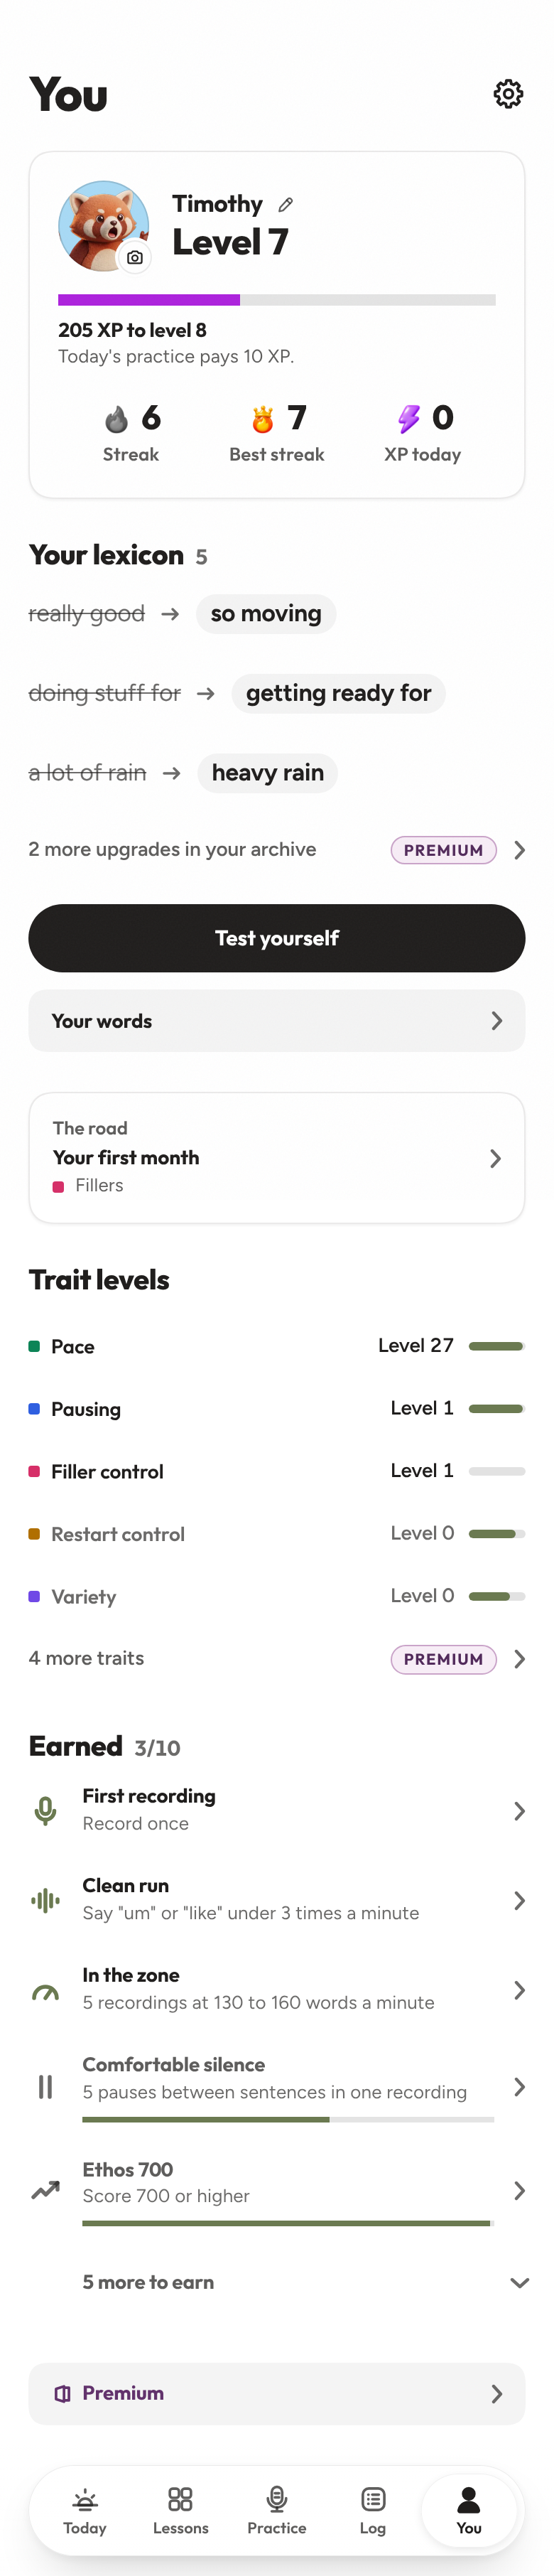 You
Timothy
Level 7
205 XP to level 8
Today's practice pays 10 XP.
6
Streak
7
Best streak
0
XP today
Your lexicon 5
really good → so moving
doing stuff for → getting ready for
a lot of rain → heavy rain
2 more upgrades in your archive PREMIUM
Test yourself
Your words
The road
Your first month
Fillers
Trait levels
Pace Level 27
Pausing Level 1
Filler control Level 1
Restart control Level 0
Variety Level 0
4 more traits PREMIUM
Earned 3/10
First recording
Record once
Clean run
Say "um" or "like" under 3 times a minute
In the zone
5 recordings at 130 to 160 words a minute
Comfortable silence
5 pauses between sentences in one recording
Ethos 700
Score 700 or higher
5 more to earn
Premium
Today Lessons Practice Log You